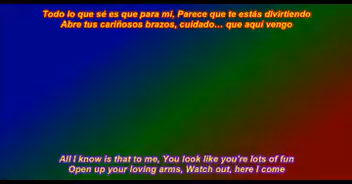 Todo lo que sé es que para mí, Parece que te estás divirtiendo
Abre tus cariñosos brazos, cuidado... que aquí vengo
All I know is that to me, You look like you're lots of fun
Open up your loving arms, Watch out, here I come